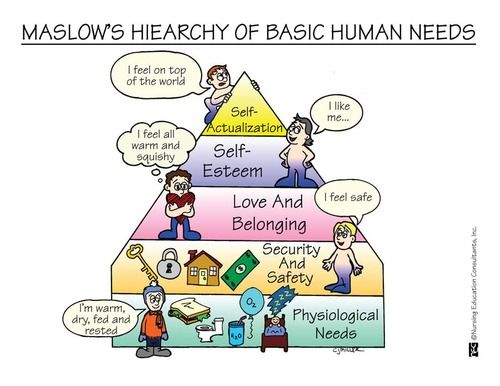 MASLOW'S HIEARCHY OF BASIC HUMAN NEEDS
I feel on top
of the world
Self-
Actualization
I like
me...
I feel all
warm and
squishy
Self-
Esteem
Love And
Belonging
I feel safe
Security
And
Safety
I'm warm,
dry, fed and
rested
O2
H2O
ZZZ
Physiological
Needs
CJMILLER
©Nursing Education Consultants, Inc.